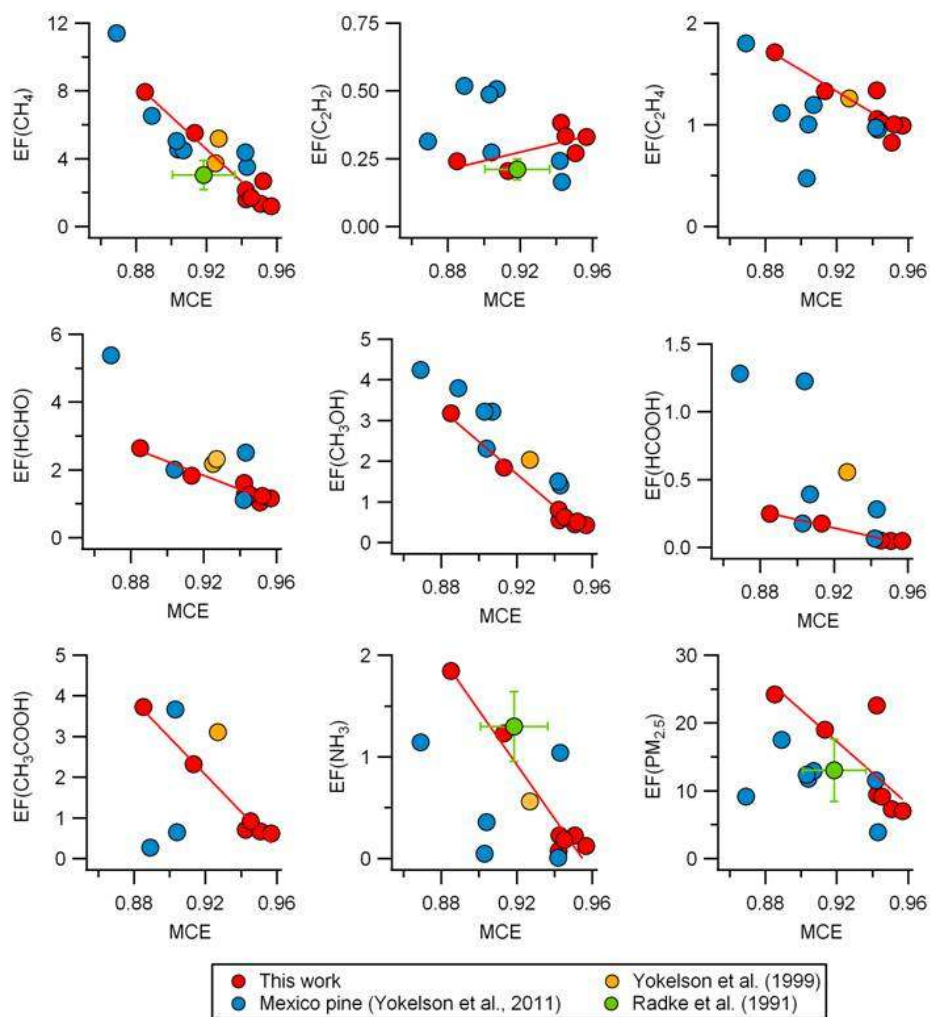 12
8
4
0
EF(CH4)
0.88
0.92
0.96
MCE
0.75
0.50
0.25
0.00
EF(C2H2)
0.88
0.92
0.96
MCE
2
1
0
EF(C2H4)
0.88
0.92
0.96
MCE
6
4
2
0
EF(HCHO)
0.88
0.92
0.96
MCE
5
4
3
2
1
0
EF(CH3OH)
0.88
0.92
0.96
MCE
1.5
1.0
0.5
0.0
EF(HCOOH)
0.88
0.92
0.96
MCE
5
4
3
2
1
0
EF(CH3COOH)
0.88
0.92
0.96
MCE
2
1
0
EF(NH3)
0.88
0.92
0.96
MCE
30
20
10
0
EF(PM2.5)
0.88
0.92
0.96
MCE
This work
Yokelson et al. (1999)
Mexico pine (Yokelson et al., 2011)
Radke et al. (1991)